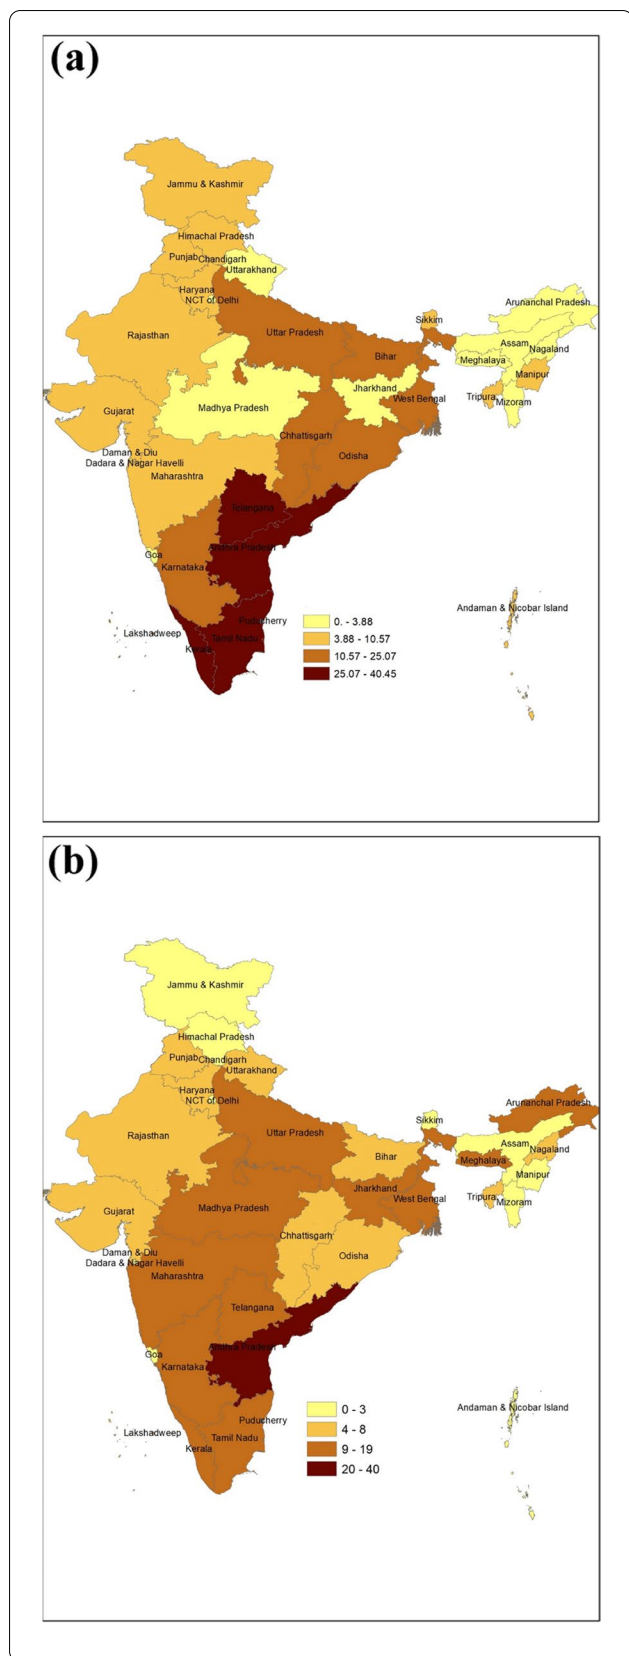 (a)
Jammu & Kashmir
Himachal Pradesh
Punjab Chandigarh
Uttarakhand
Haryana
NCT of Delhi
Arunanchal Pradesh
Sikkim
Rajasthan
Uttar Pradesh
Assam
Nagaland
Bihar
Meghalaya
Manipur
Jharkhand
Tripura
Mizoram
West Bengal
Gujarat
Madhya Pradesh
Chhattisgarh
Daman & Diu
Odisha
Dadara & Nagar Havelli
Maharashtra
Telangana
Andhra Pradesh
Goa
Karnataka
Andaman & Nicobar Island
Puducherry
Lakshadweep
Tamil Nadu
Kerala
0. - 3.88
3.88 - 10.57
10.57 - 25.07
25.07 - 40.45
(b)
Jammu & Kashmir
Himachal Pradesh
Punjab Chandigarh
Uttarakhand
Haryana
NCT of Delhi
Arunanchal Pradesh
Sikkim
Rajasthan
Uttar Pradesh
Assam
Nagaland
Bihar
Meghalaya
Manipur
Jharkhand
Tripura
Mizoram
West Bengal
Gujarat
Madhya Pradesh
Chhattisgarh
Daman & Diu
Odisha
Dadara & Nagar Havelli
Maharashtra
Telangana
Andhra Pradesh
Goa
Karnataka
Andaman & Nicobar Island
Puducherry
Lakshadweep
Tamil Nadu
Kerala
0 - 3
4 - 8
9 - 19
20 - 40